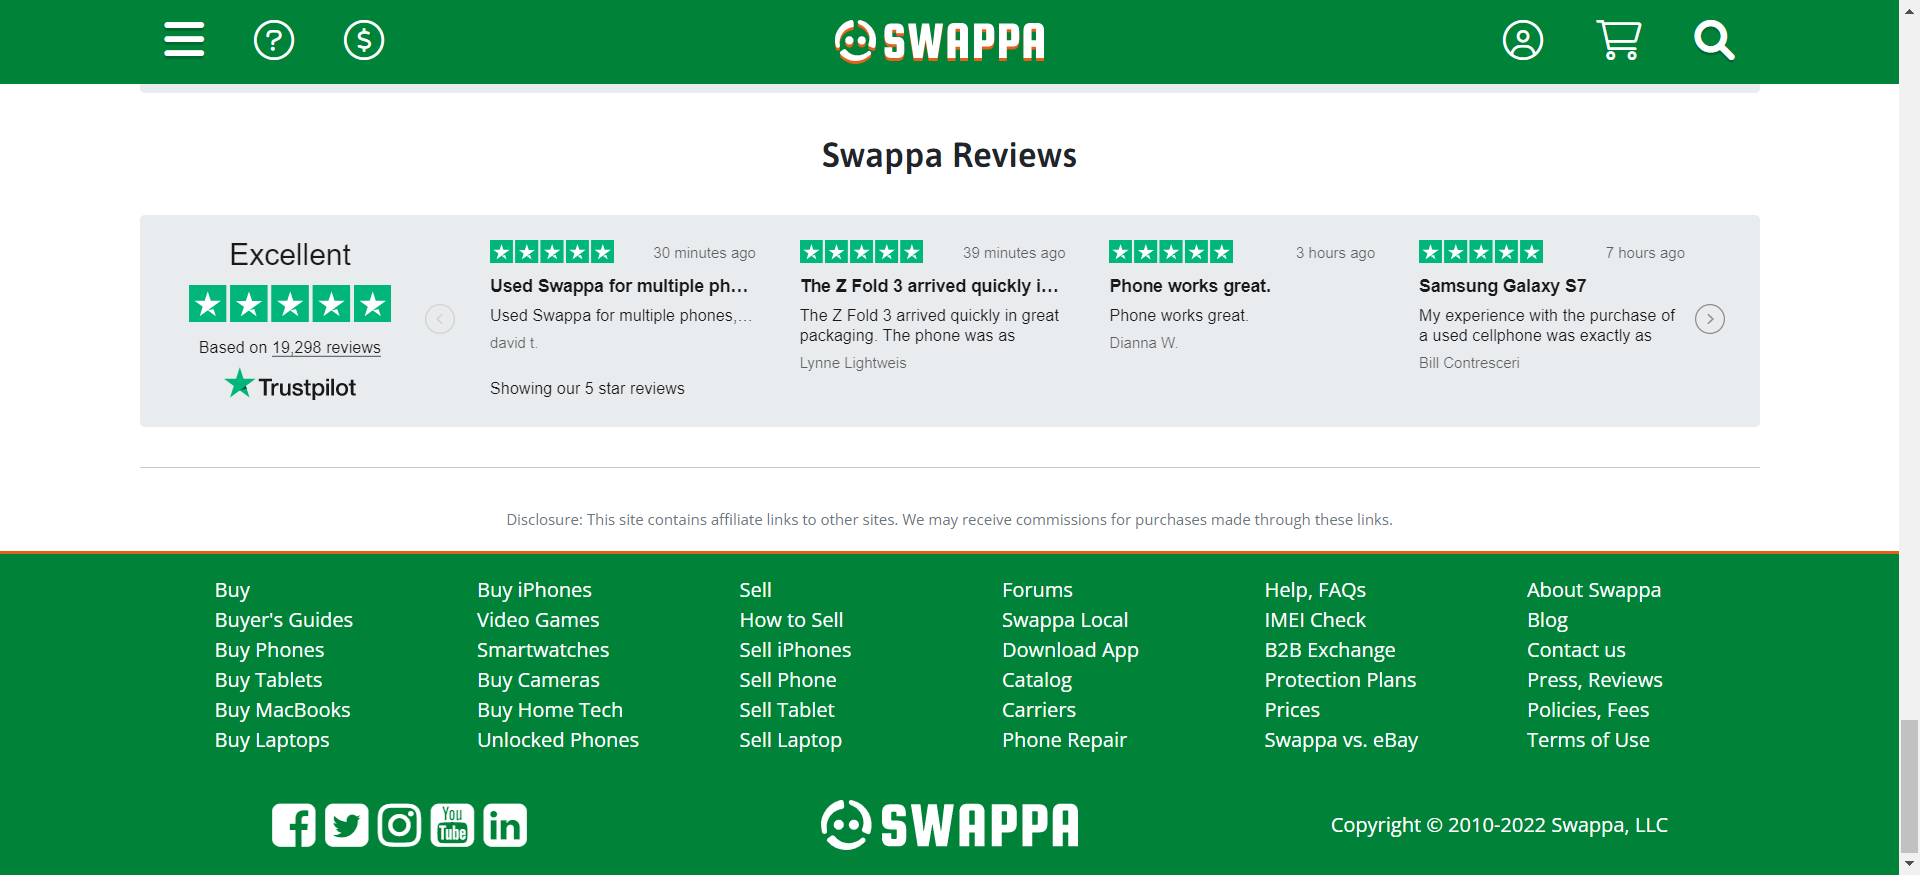 SWAPPA
Swappa Reviews
Excellent
Based on 19,298 reviews
Trustpilot
30 minutes ago
Used Swappa for multiple ph...
Used Swappa for multiple phones,...
david t.
Showing our 5 star reviews
39 minutes ago
The Z Fold 3 arrived quickly i...
The Z Fold 3 arrived quickly in great
packaging. The phone was as
Lynne Lightweis
3 hours ago
Phone works great.
Phone works great.
Dianna W.
7 hours ago
Samsung Galaxy S7
My experience with the purchase of
a used cellphone was exactly as
Bill Contresceri
Disclosure: This site contains affiliate links to other sites. We may receive commissions for purchases made through these links.
Buy
Buyer's Guides
Buy Phones
Buy Tablets
Buy MacBooks
Buy Laptops
Buy iPhones
Video Games
Smartwatches
Buy Cameras
Buy Home Tech
Unlocked Phones
Sell
How to Sell
Sell iPhones
Sell Phone
Sell Tablet
Sell Laptop
Forums
Swappa Local
Download App
Catalog
Carriers
Phone Repair
Help, FAQs
IMEI Check
B2B Exchange
Protection Plans
Prices
Swappa vs. eBay
About Swappa
Blog
Contact us
Press, Reviews
Policies, Fees
Terms of Use
You
Tube
in
SWAPPA
Copyright © 2010-2022 Swappa, LLC